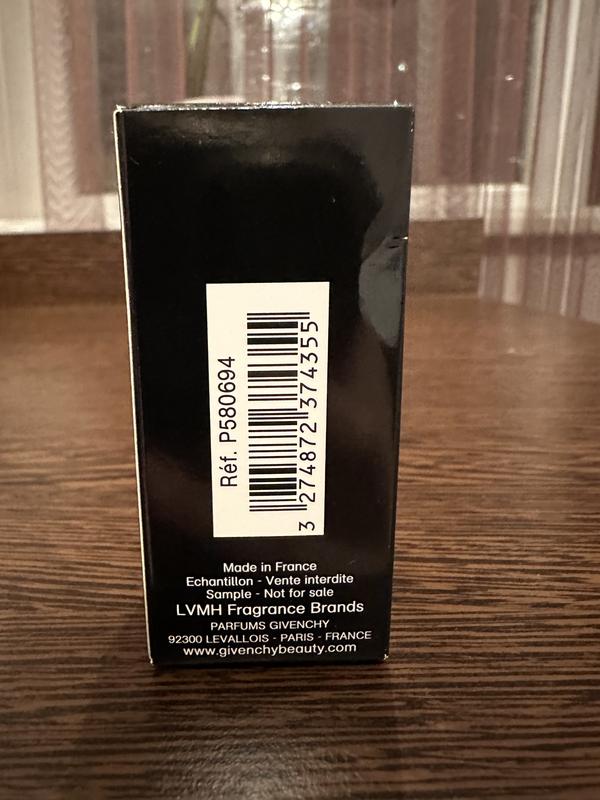 Réf. P580694
3 274872 374355
Made in France
Echantillon - Vente interdite
Sample - Not for sale
LVMH Fragrance Brands
PARFUMS GIVENCHY
92300 LEVALLOIS - PARIS - FRANCE
www.givenchybeauty.com